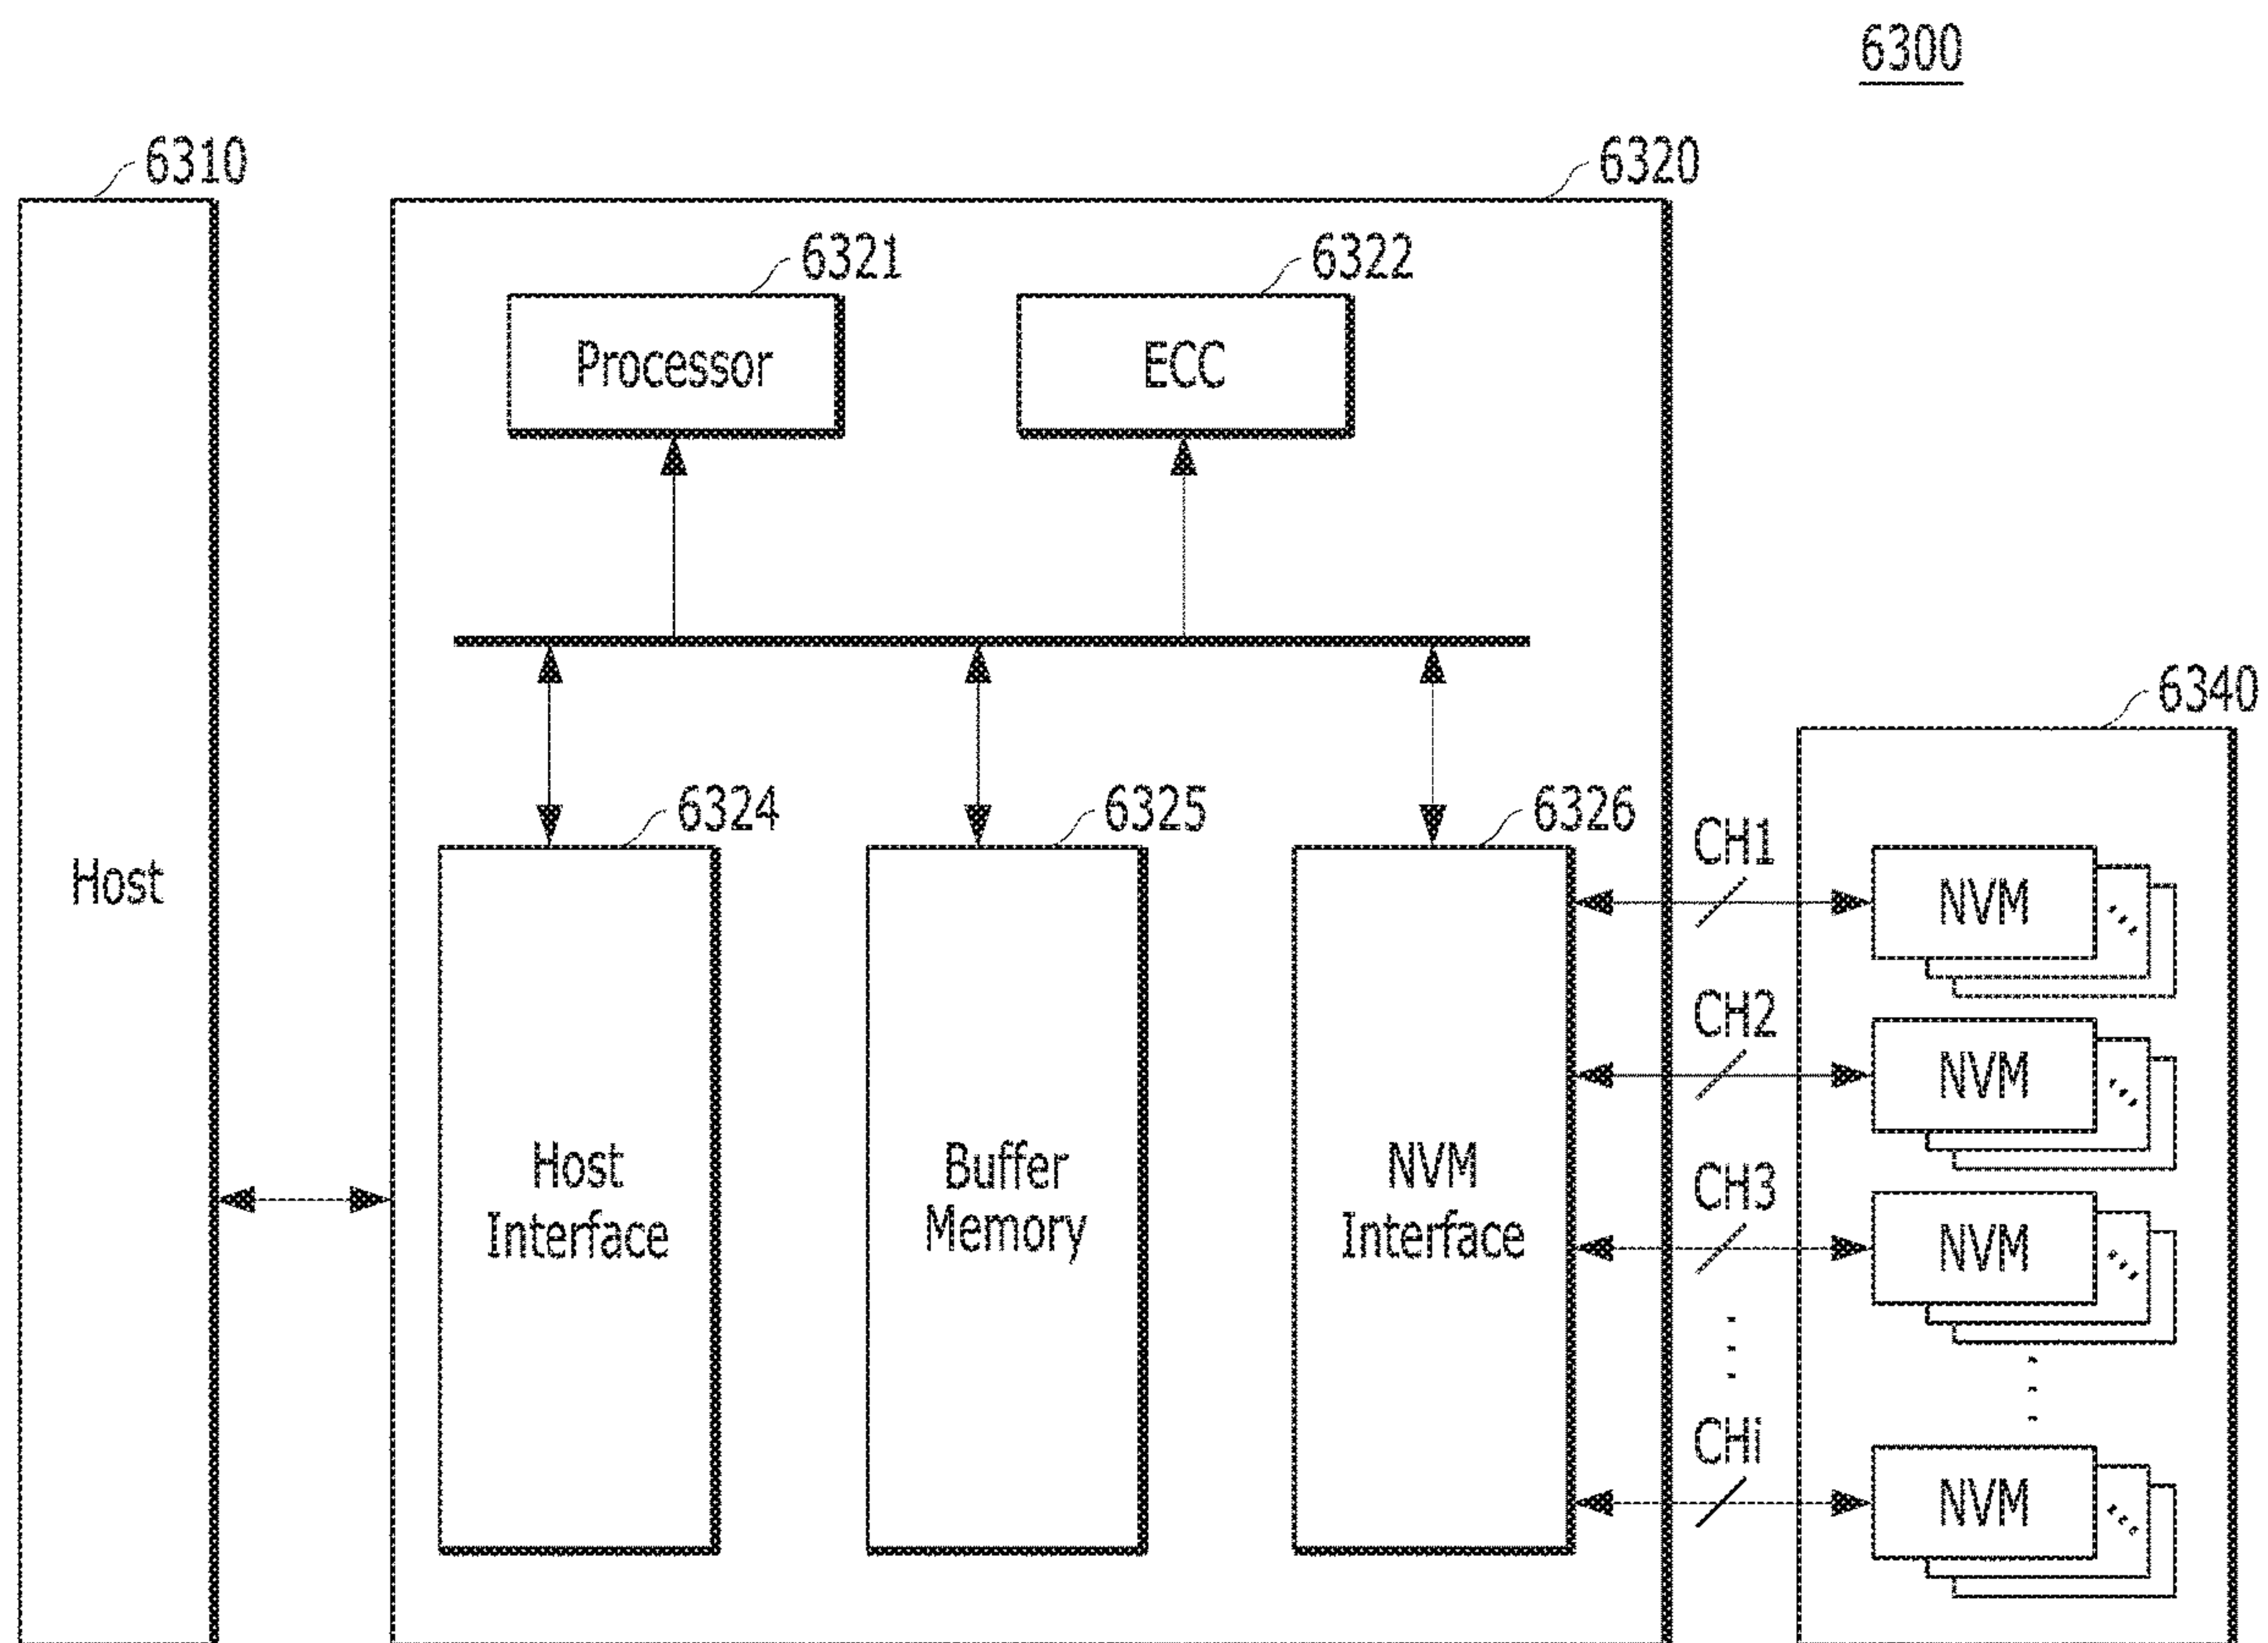 6300
6310
6320
6321
6322
Processor
ECC
6340
6324
6325
6326
CH1
Host
NVM
CH2
NVM
Host
Interface
Buffer
Memory
NVM
Interface
CH3
NVM
CHi
NVM